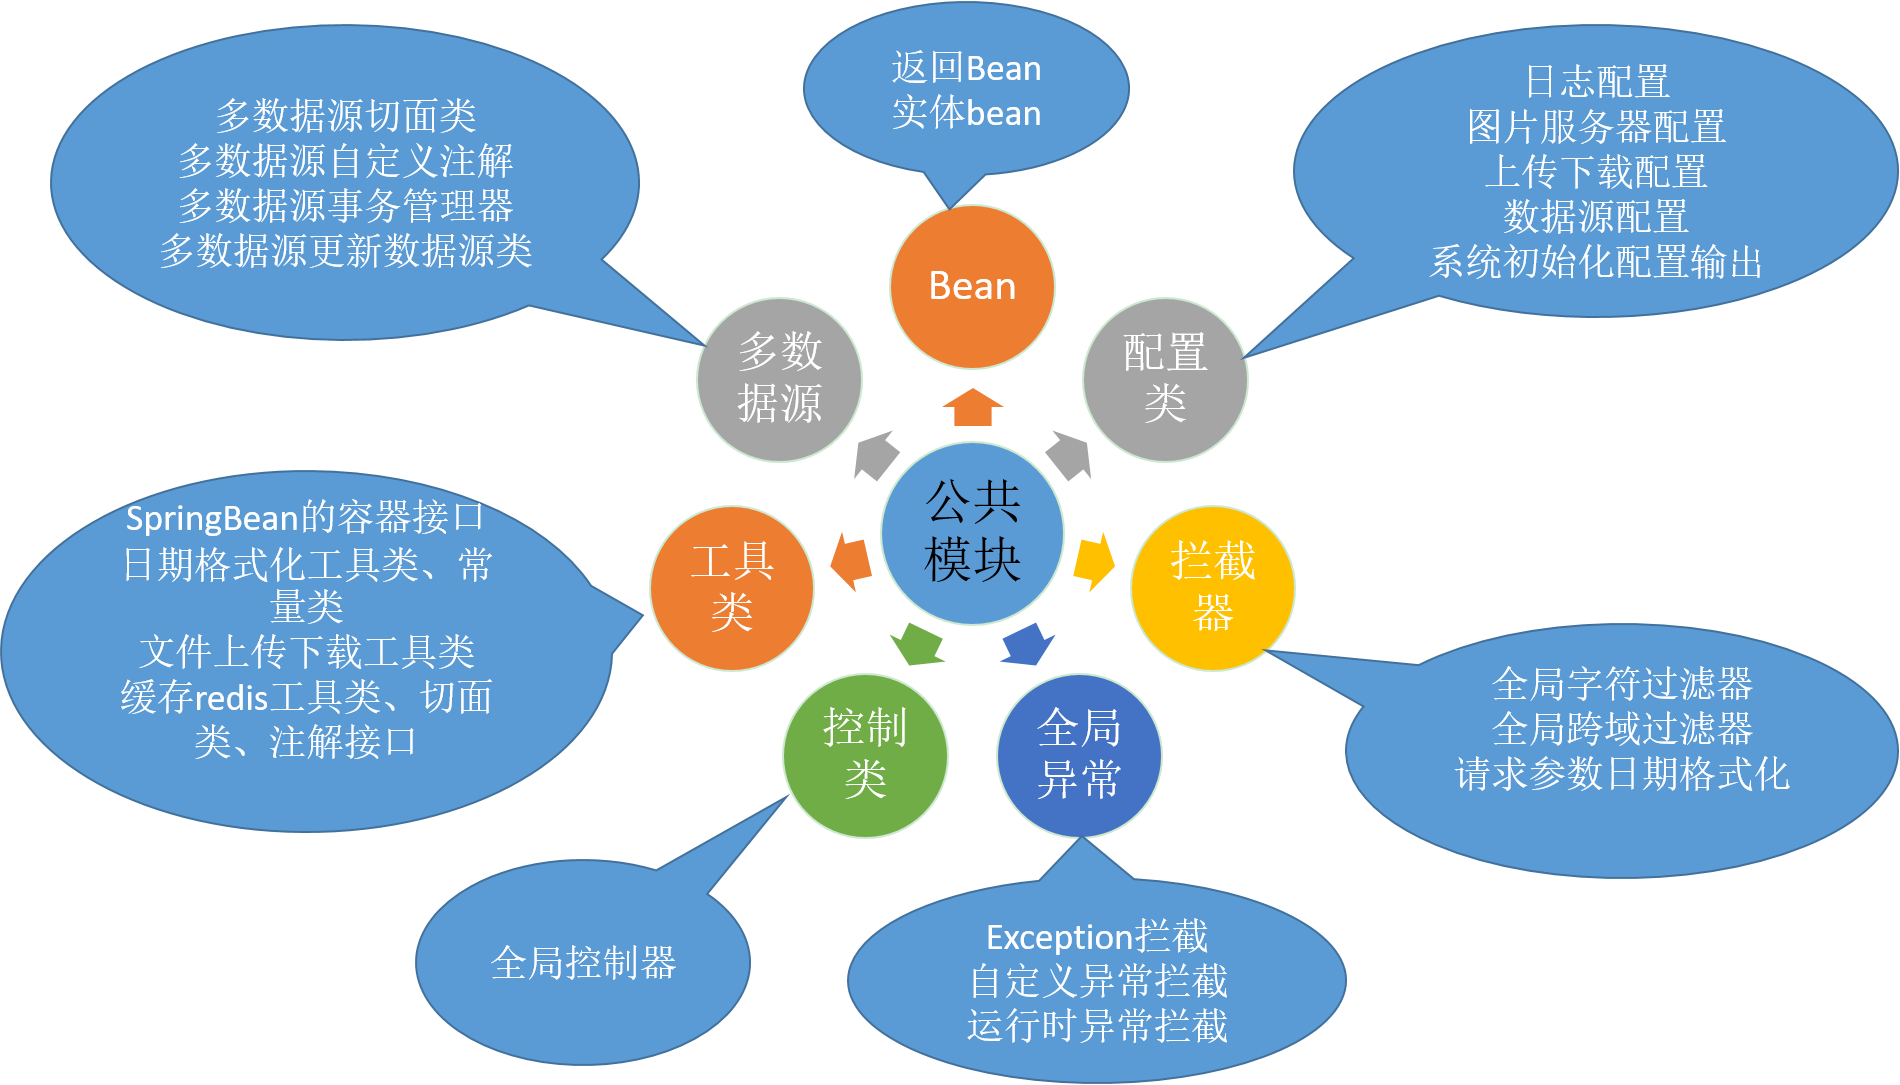 返回Bean
实体bean
多数据源切面类
多数据源自定义注解
多数据源事务管理器
多数据源更新数据源类
日志配置
图片服务器配置
上传下载配置
数据源配置
系统初始化配置输出
Bean
多数
据源
配置
类
公共
模块
SpringBean的容器接口
日期格式化工具类、常
量类
文件上传下载工具类
缓存redis工具类、切面
类、注解接口
工具
类
拦截
器
全局字符过滤器
全局跨域过滤器
请求参数日期格式化
控制
类
全局
异常
全局控制器
Exception拦截
自定义异常拦截
运行时异常拦截